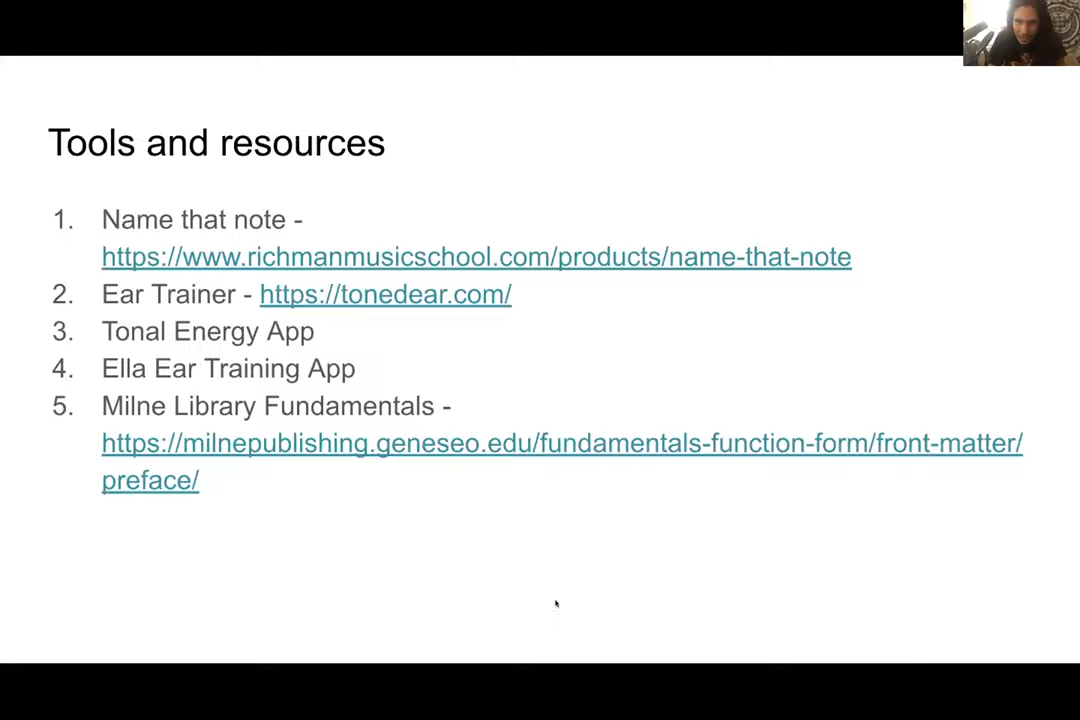 Tools and resources
1. Name that note -
https://www.richmanmusicschool.com/products/name-that-note
2. Ear Trainer - https://tonedear.com/
3. Tonal Energy App
4. Ella Ear Training App
5. Milne Library Fundamentals -
https://milnepublishing.geneseo.edu/fundamentals-function-form/front-matter/
preface/